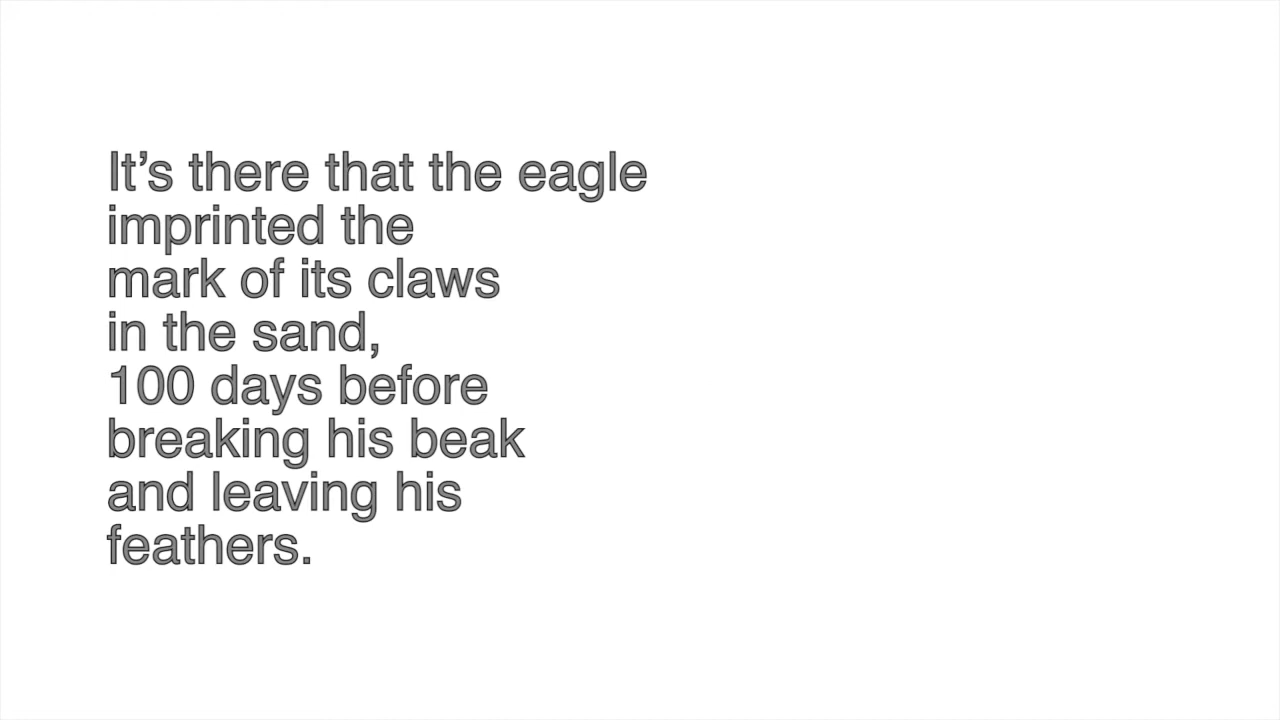 It’s there that the eagle
imprinted the
mark of its claws
in the sand,
100 days before
breaking his beak
and leaving his
feathers.